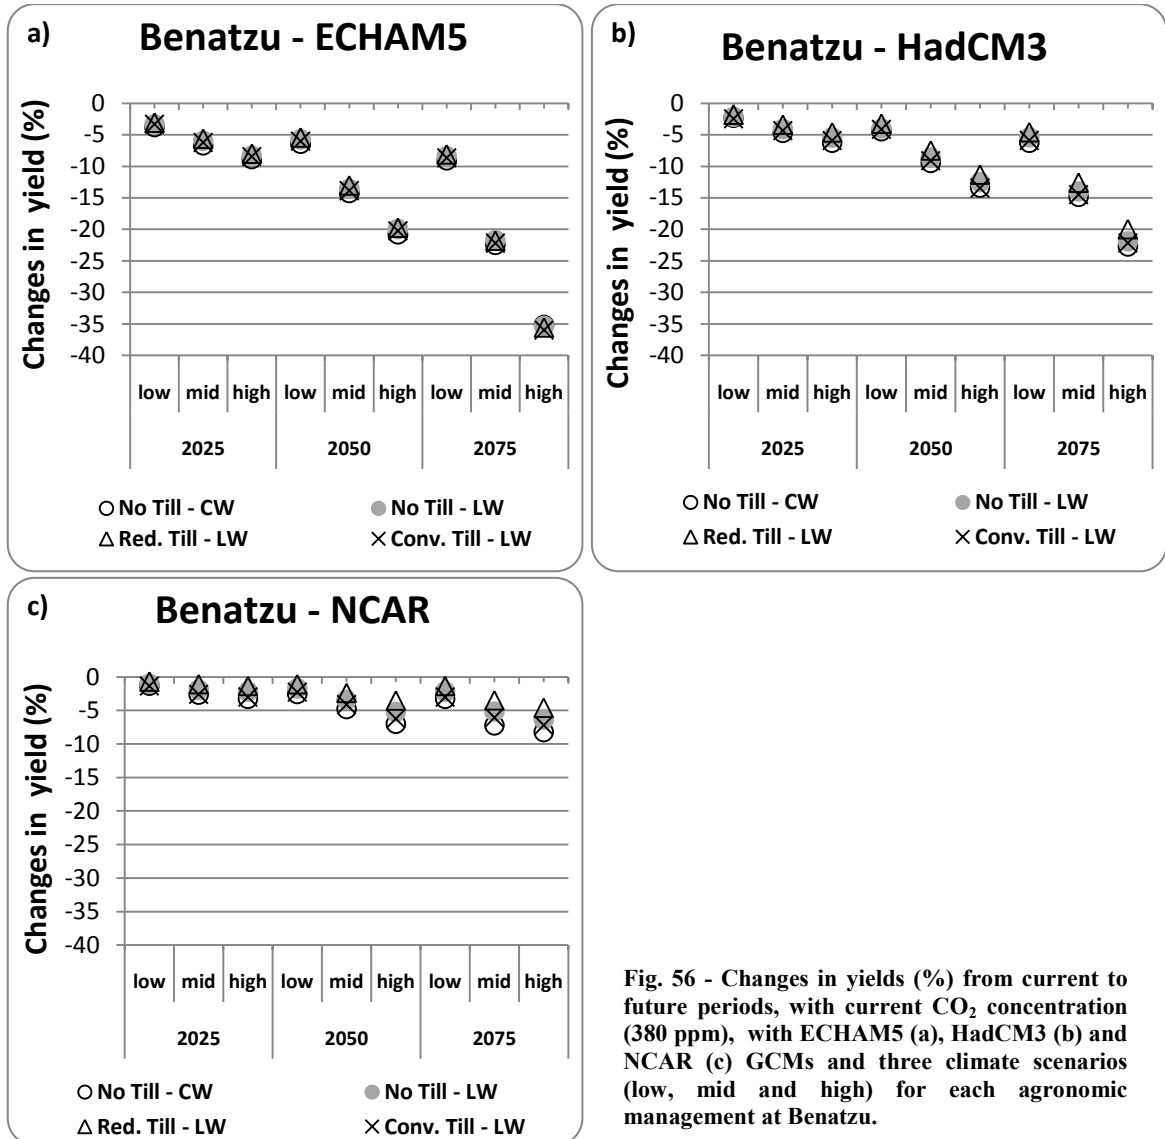 a)
Benatzu - ECHAM5
Changes in yield (%)
0
-5
-10
-15
-20
-25
-30
-35
-40
low mid high low mid high low mid high
2025 2050 2075
No Till - CW No Till - LW
Red. Till - LW Conv. Till - LW
b)
Benatzu - HadCM3
Changes in yield (%)
0
-5
-10
-15
-20
-25
-30
-35
-40
low mid high low mid high low mid high
2025 2050 2075
No Till - CW No Till - LW
Red. Till - LW Conv. Till - LW
c)
Benatzu - NCAR
Changes in yield (%)
0
-5
-10
-15
-20
-25
-30
-35
-40
low mid high low mid high low mid high
2025 2050 2075
No Till - CW No Till - LW
Red. Till - LW Conv. Till - LW
Fig. 56 - Changes in yields (%) from current to
future periods, with current CO₂ concentration
(380 ppm), with ECHAM5 (a), HadCM3 (b) and
NCAR (c) GCMs and three climate scenarios
(low, mid and high) for each agronomic
management at Benatzu.